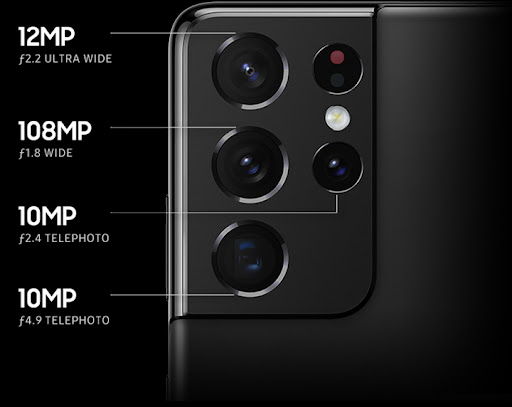 12MP
ƒ2.2 ULTRA WIDE
108MP
ƒ1.8 WIDE
10MP
ƒ2.4 TELEPHOTO
10MP
ƒ4.9 TELEPHOTO